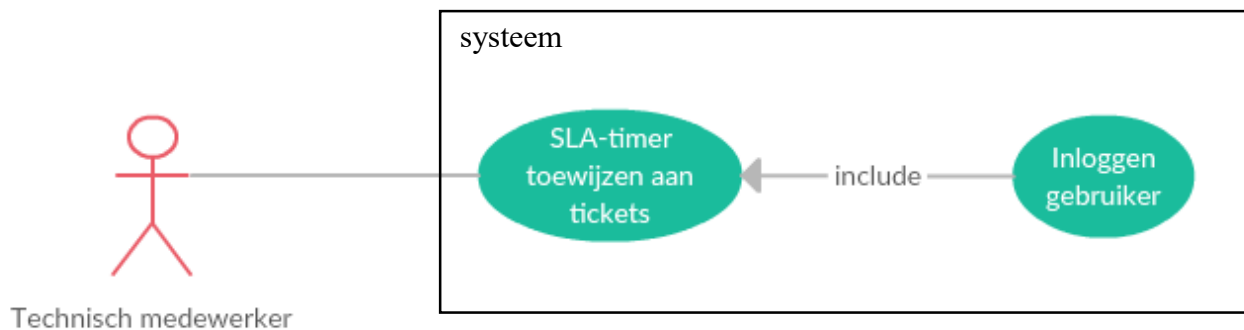 systeem
SLA-timer
toewijzen aan
tickets
include
Inloggen
gebruiker
Technisch medewerker